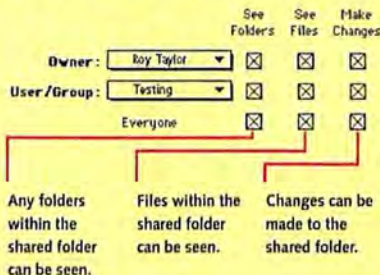 See See Make
Folders Files Changes
Owner: Roy Taylor
User/Group: Testing
Everyone
Any folders
within the
shared folder
can be seen.
Files within the
shared folder
can be seen.
Changes can be
made to the
shared folder.